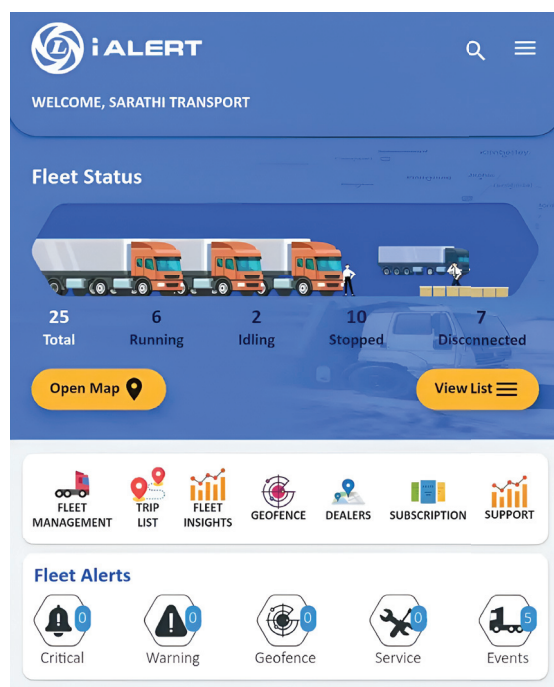 L
i ALERT
WELCOME, SARATHI TRANSPORT
Fleet Status
25 6 2 10 7
Total Running Idling Stopped Disconnected
Open Map
View List
FLEET MANAGEMENT
TRIP LIST
FLEET INSIGHTS
GEOFENCE
DEALERS
SUBSCRIPTION
SUPPORT
Fleet Alerts
0 0 0 0 5
Critical Warning Geofence Service Events